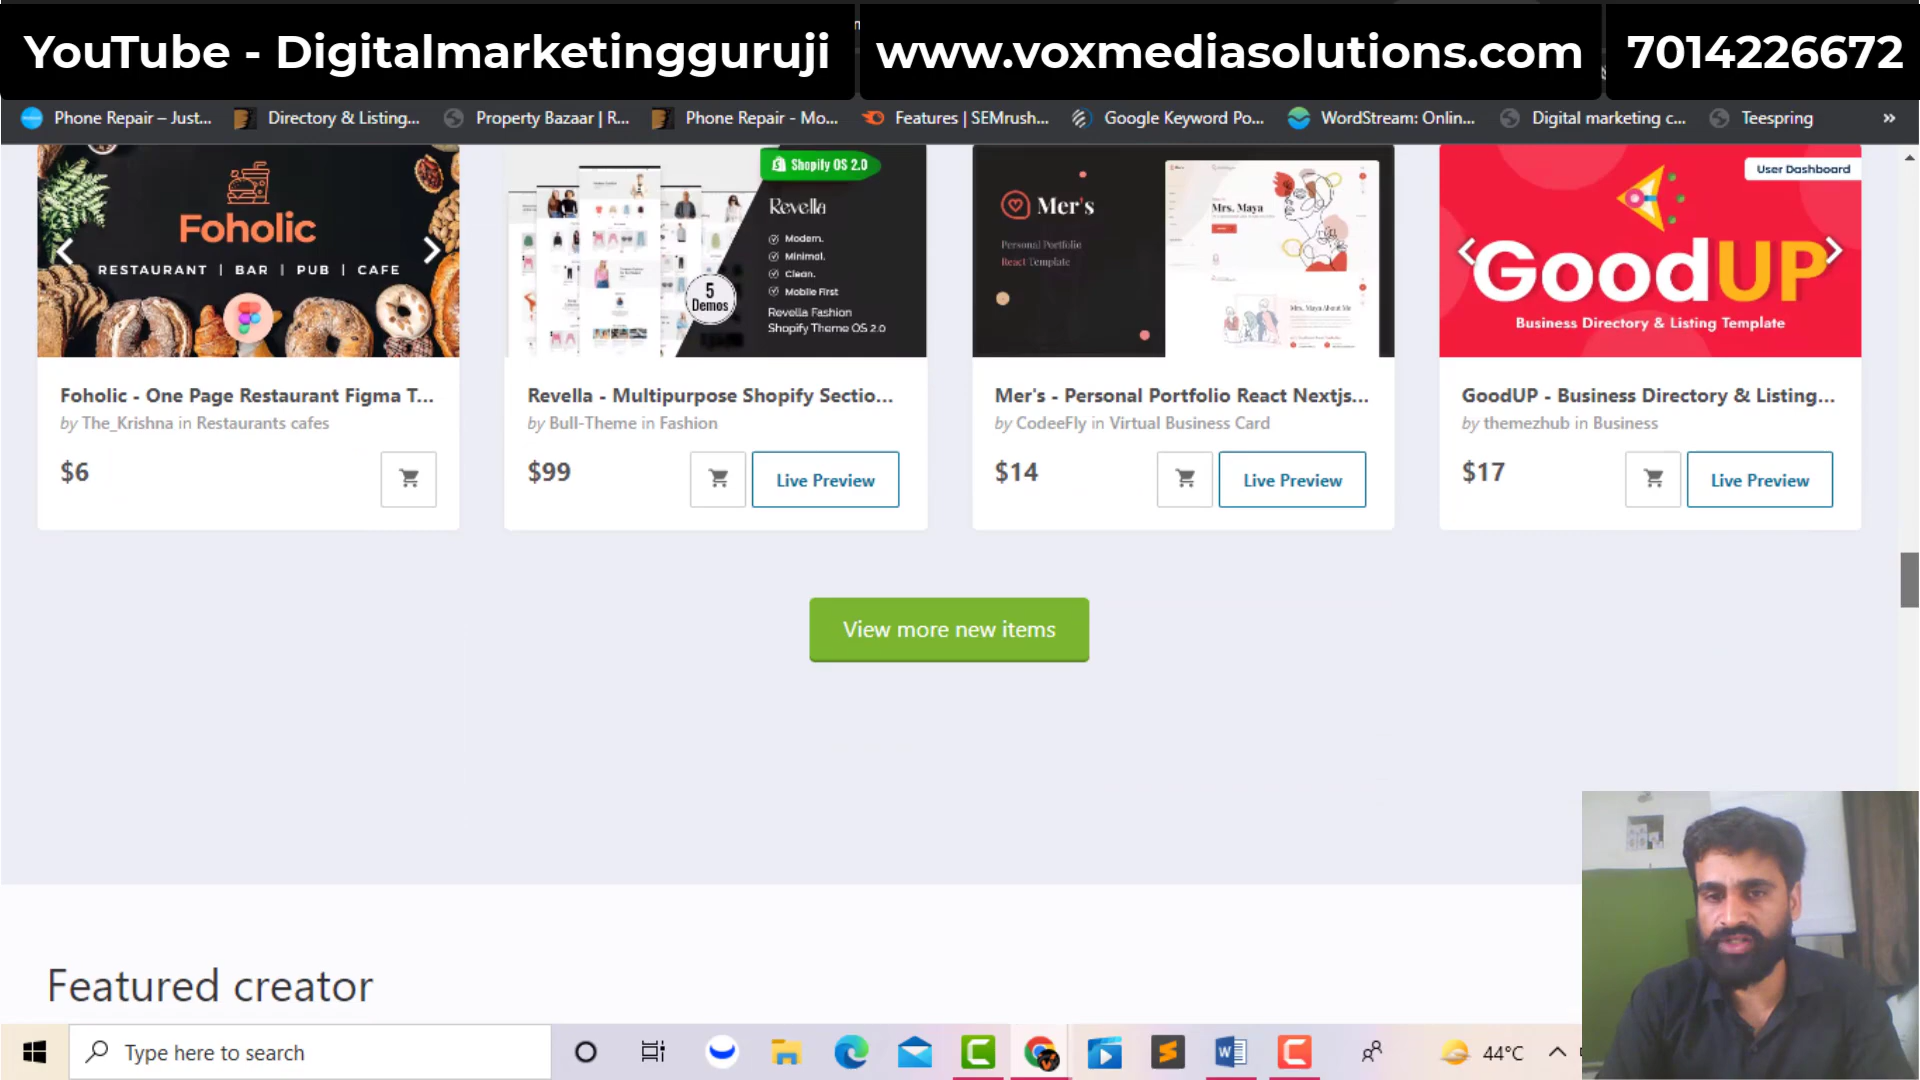 YouTube - Digitalmarketingguruji
www.voxmediasolutions.com
7014226672
Phone Repair – Just...
Directory & Listing...
Property Bazaar | R...
Phone Repair - Mo...
Features | SEMrush...
Google Keyword Po...
WordStream: Onlin...
Digital marketing c...
Teespring
»
Foholic
RESTAURANT | BAR | PUB | CAFE
Shopify OS 2.0
Revella
Modern.
Minimal.
Clean.
Mobile First
5
Demos
Revella Fashion
Shopify Theme OS 2.0
Mer's
Personal Portfolio
React Template
Mrs. Maya
Mrs. Maya About Me
User Dashboard
GoodUP
Business Directory & Listing Template
Foholic - One Page Restaurant Figma T...
by The_Krishna in Restaurants cafes
$6
Revella - Multipurpose Shopify Sectio...
by Bull-Theme in Fashion
$99
Live Preview
Mer's - Personal Portfolio React Nextjs...
by CodeeFly in Virtual Business Card
$14
Live Preview
GoodUP - Business Directory & Listing...
by themezhub in Business
$17
Live Preview
View more new items
Featured creator
Type here to search
44°C